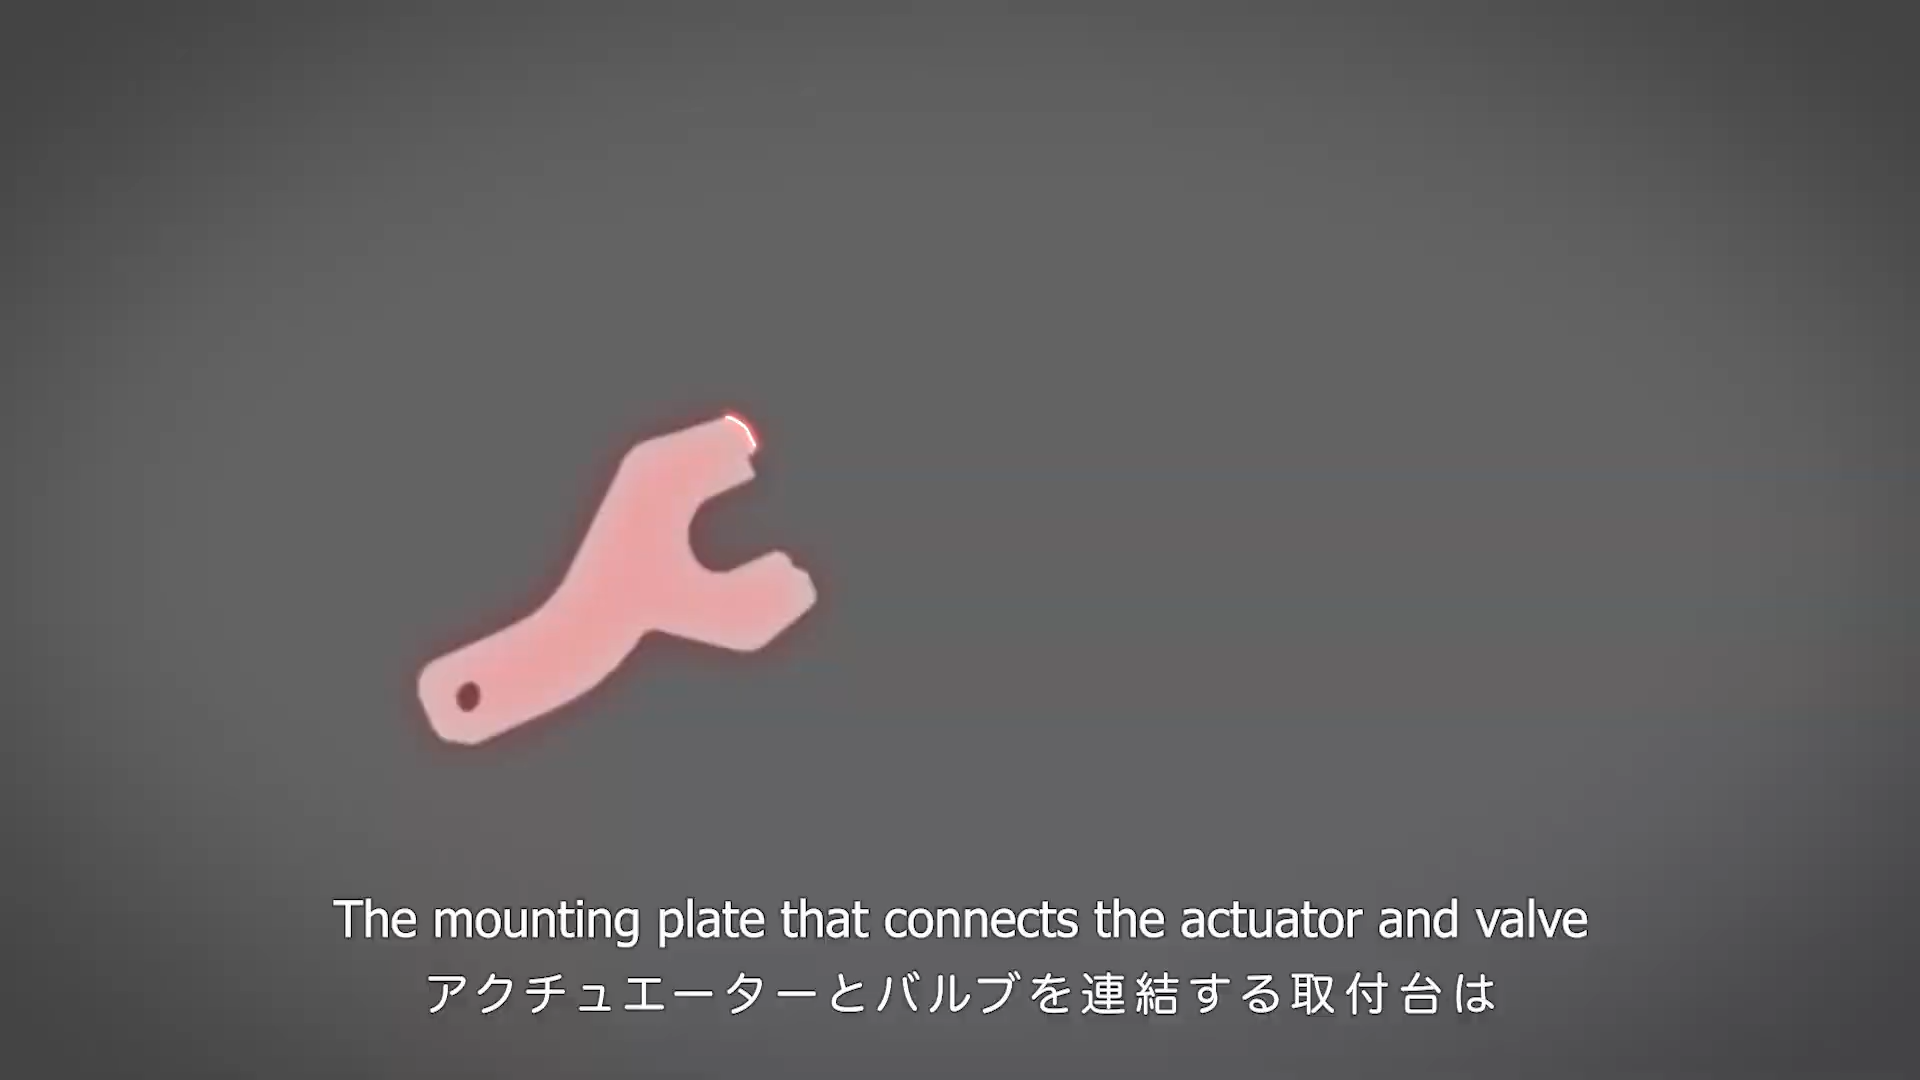 The mounting plate that connects the actuator and valve
アクチュエーターとバルブを連結する取付台は